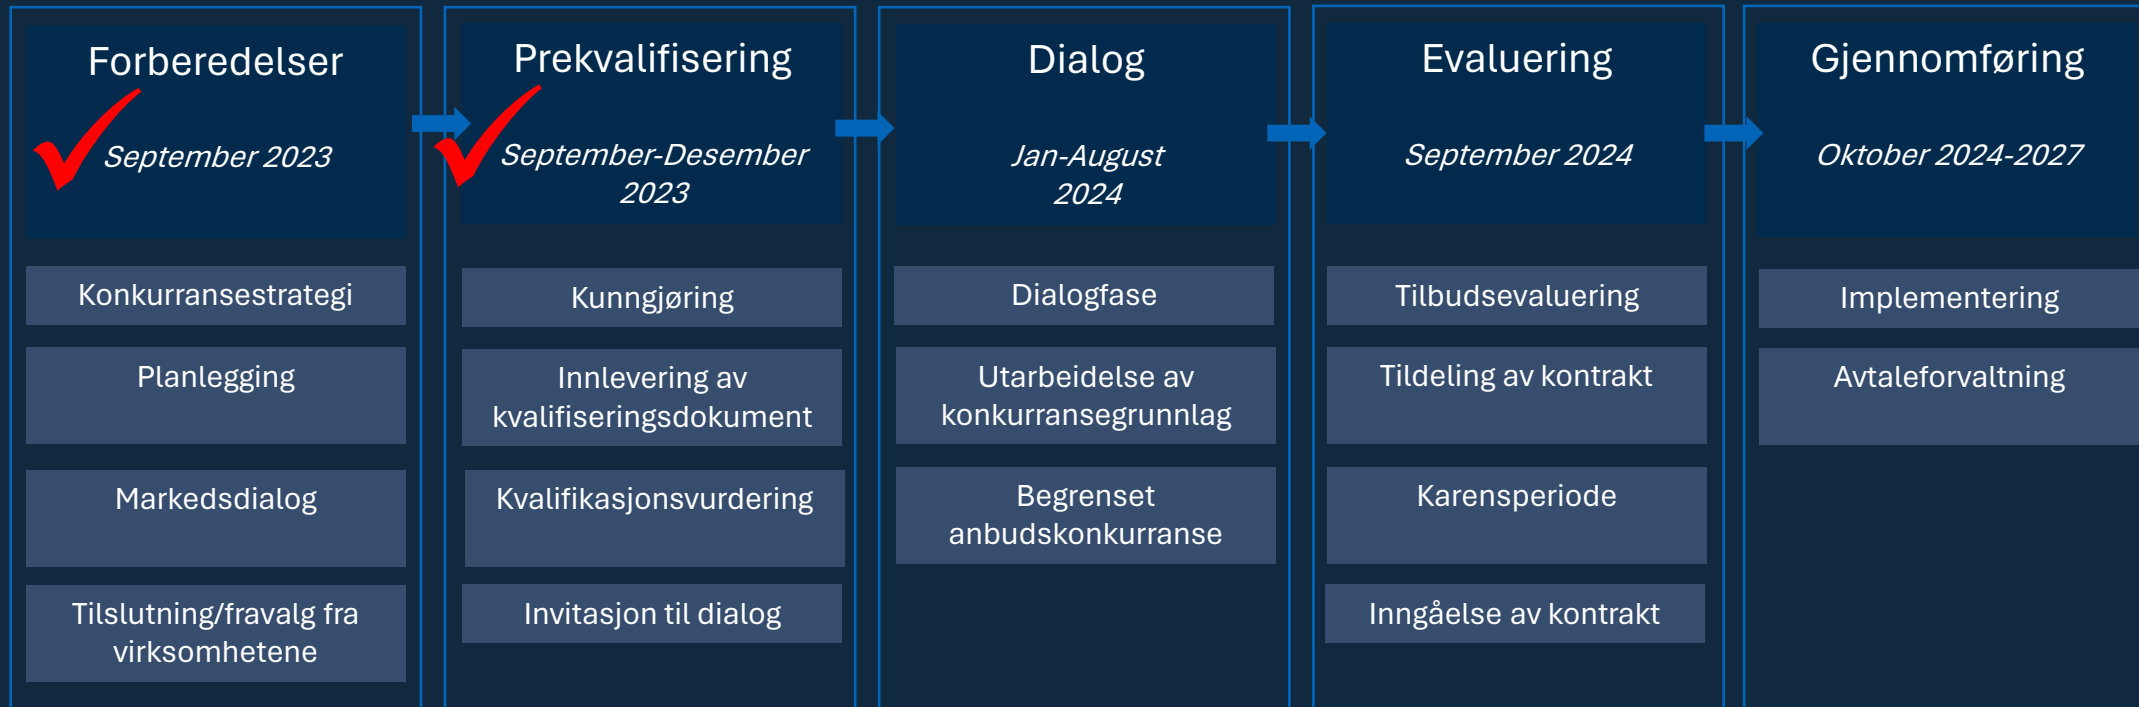 Forberedelser
September 2023
Konkurransestrategi
Planlegging
Markedsdialog
Tilslutning/fravalg fra
virksomhetene
Prekvalifisering
September-Desember
2023
Kunngjøring
Innlevering av
kvalifiseringsdokument
Kvalifikasjonsvurdering
Invitasjon til dialog
Dialog
Jan-August
2024
Dialogfase
Utarbeidelse av
konkurransegrunnlag
Begrenset
anbudskonkurranse
Evaluering
September 2024
Tilbudsevaluering
Tildeling av kontrakt
Karensperiode
Inngåelse av kontrakt
Gjennomføring
Oktober 2024-2027
Implementering
Avtaleforvaltning